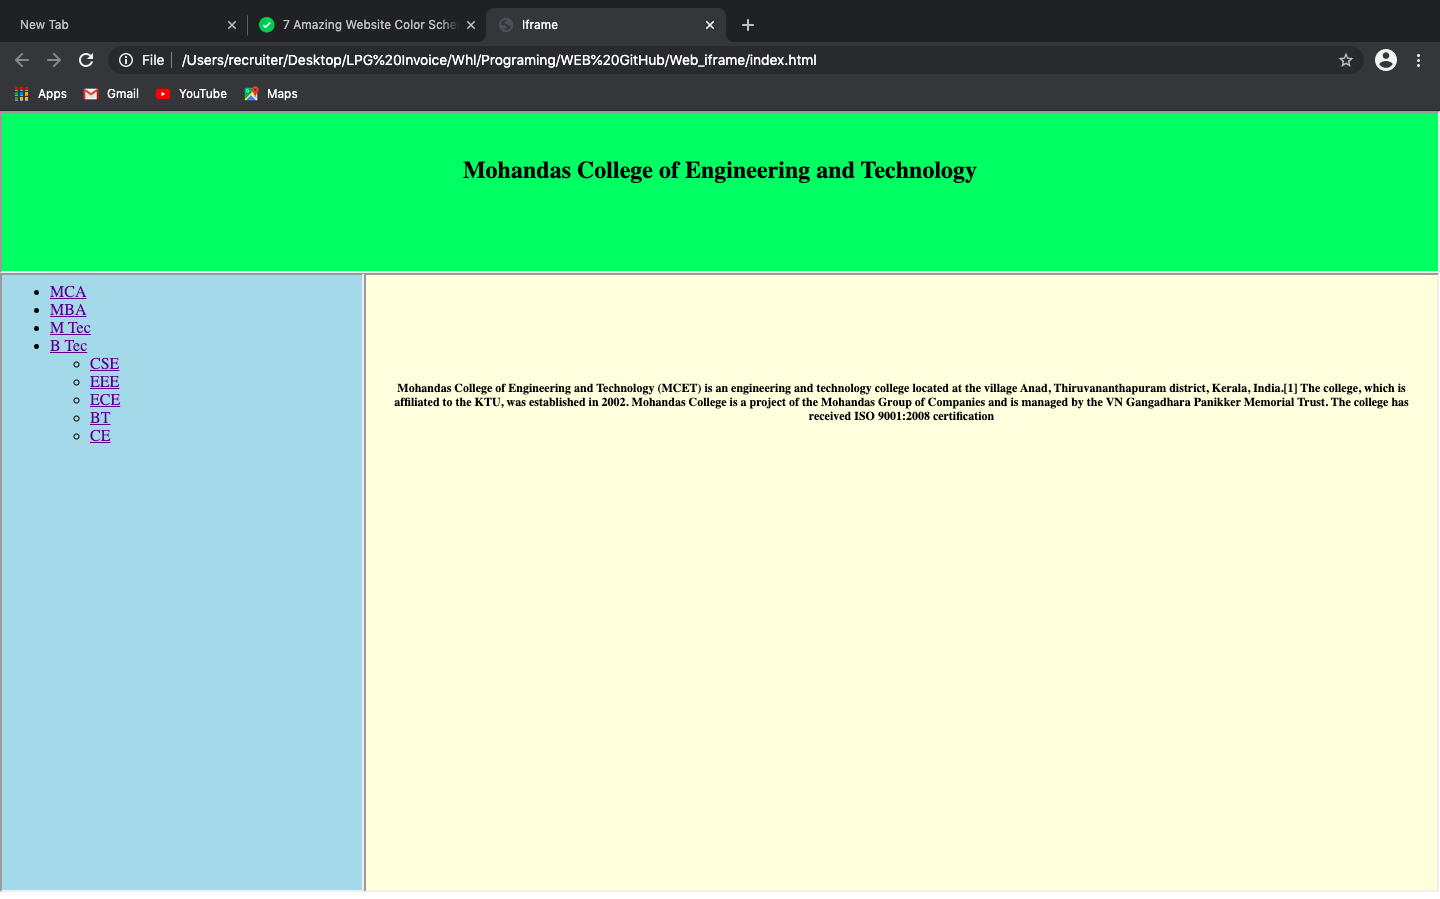 New Tab
7 Amazing Website Color Sche
Iframe
File
/Users/recruiter/Desktop/LPG%20Invoice/Whl/Programing/WEB%20GitHub/Web_iframe/index.html
Apps
Gmail
YouTube
Maps
Mohandas College of Engineering and Technology
MCA
MBA
M Tec
B Tec
CSE
EEE
ECE
BT
CE
Mohandas College of Engineering and Technology (MCET) is an engineering and technology college located at the village Anad, Thiruvananthapuram district, Kerala, India.[1] The college, which is
affiliated to the KTU, was established in 2002. Mohandas College is a project of the Mohandas Group of Companies and is managed by the VN Gangadhara Panikker Memorial Trust. The college has
received ISO 9001:2008 certification